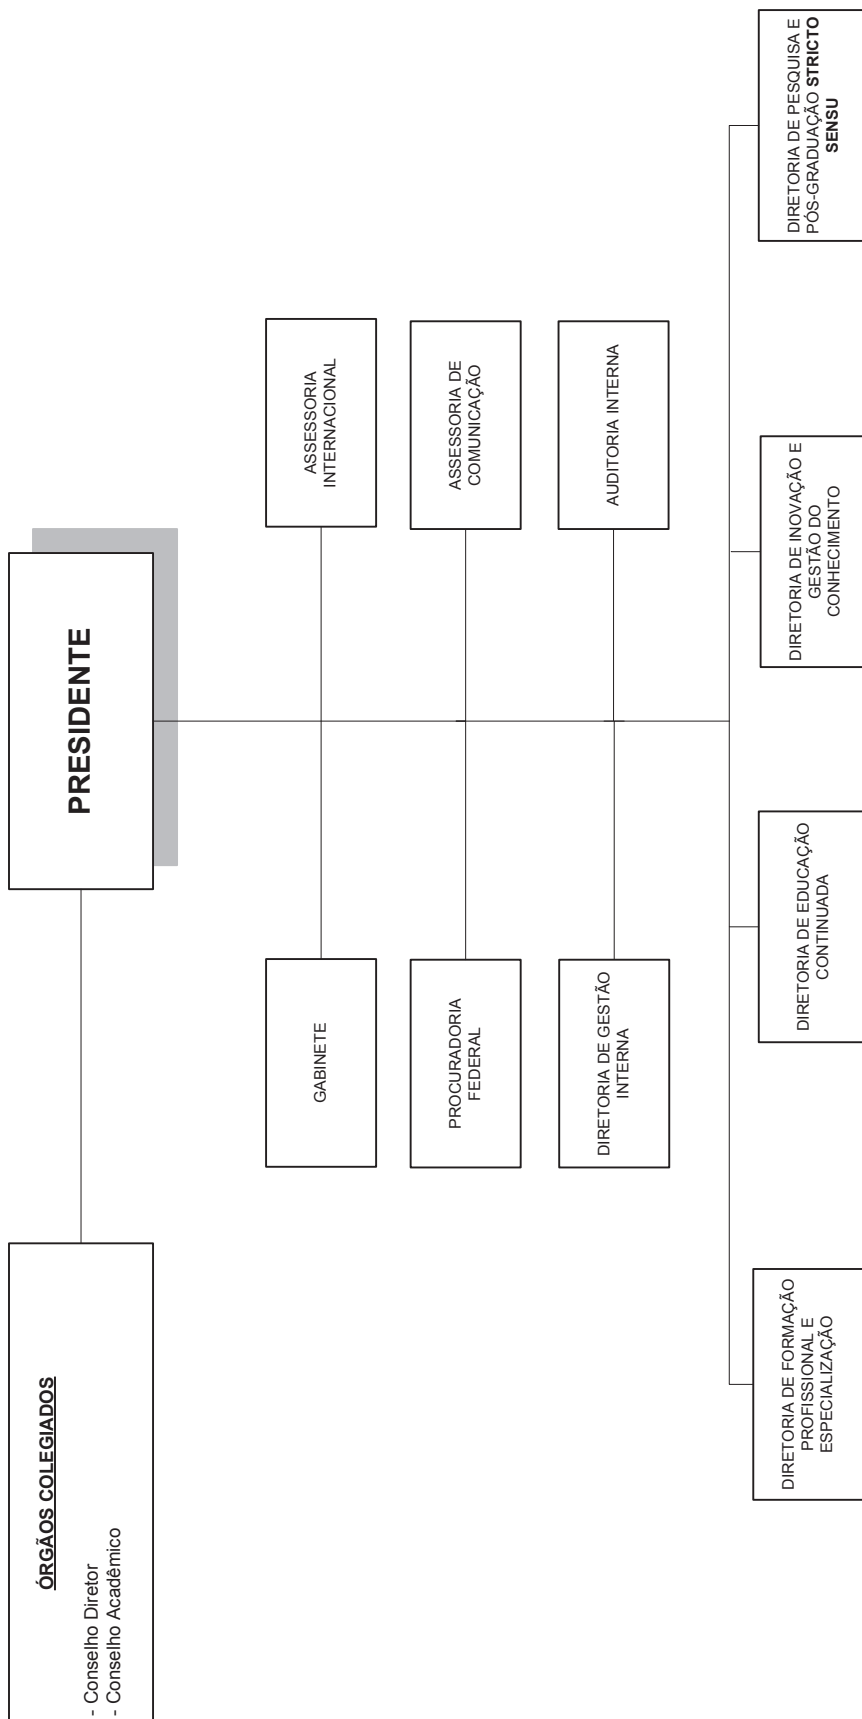 ÓRGÃOS COLEGIADOS
- Conselho Diretor
- Conselho Acadêmico
PRESIDENTE
GABINETE
ASSESSORIA
INTERNACIONAL
PROCURADORIA
FEDERAL
ASSESSORIA DE
COMUNICAÇÃO
DIRETORIA DE GESTÃO
INTERNA
AUDITORIA INTERNA
DIRETORIA DE FORMAÇÃO
PROFISSIONAL E
ESPECIALIZAÇÃO
DIRETORIA DE EDUCAÇÃO
CONTINUADA
DIRETORIA DE INOVAÇÃO E
GESTÃO DO
CONHECIMENTO
DIRETORIA DE PESQUISA E
PÓS-GRADUAÇÃO STRICTO
SENSU